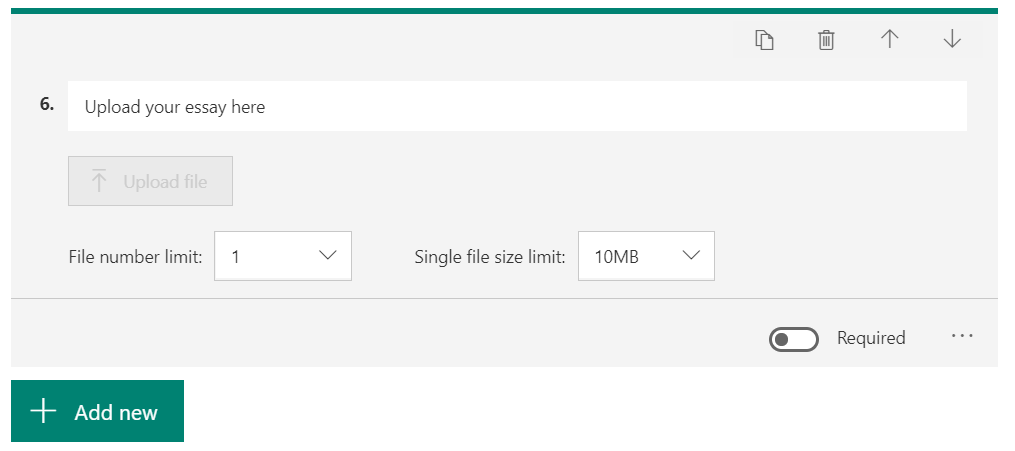 6. Upload your essay here
Upload file
File number limit: 1 Single file size limit: 10MB
Required
Add new